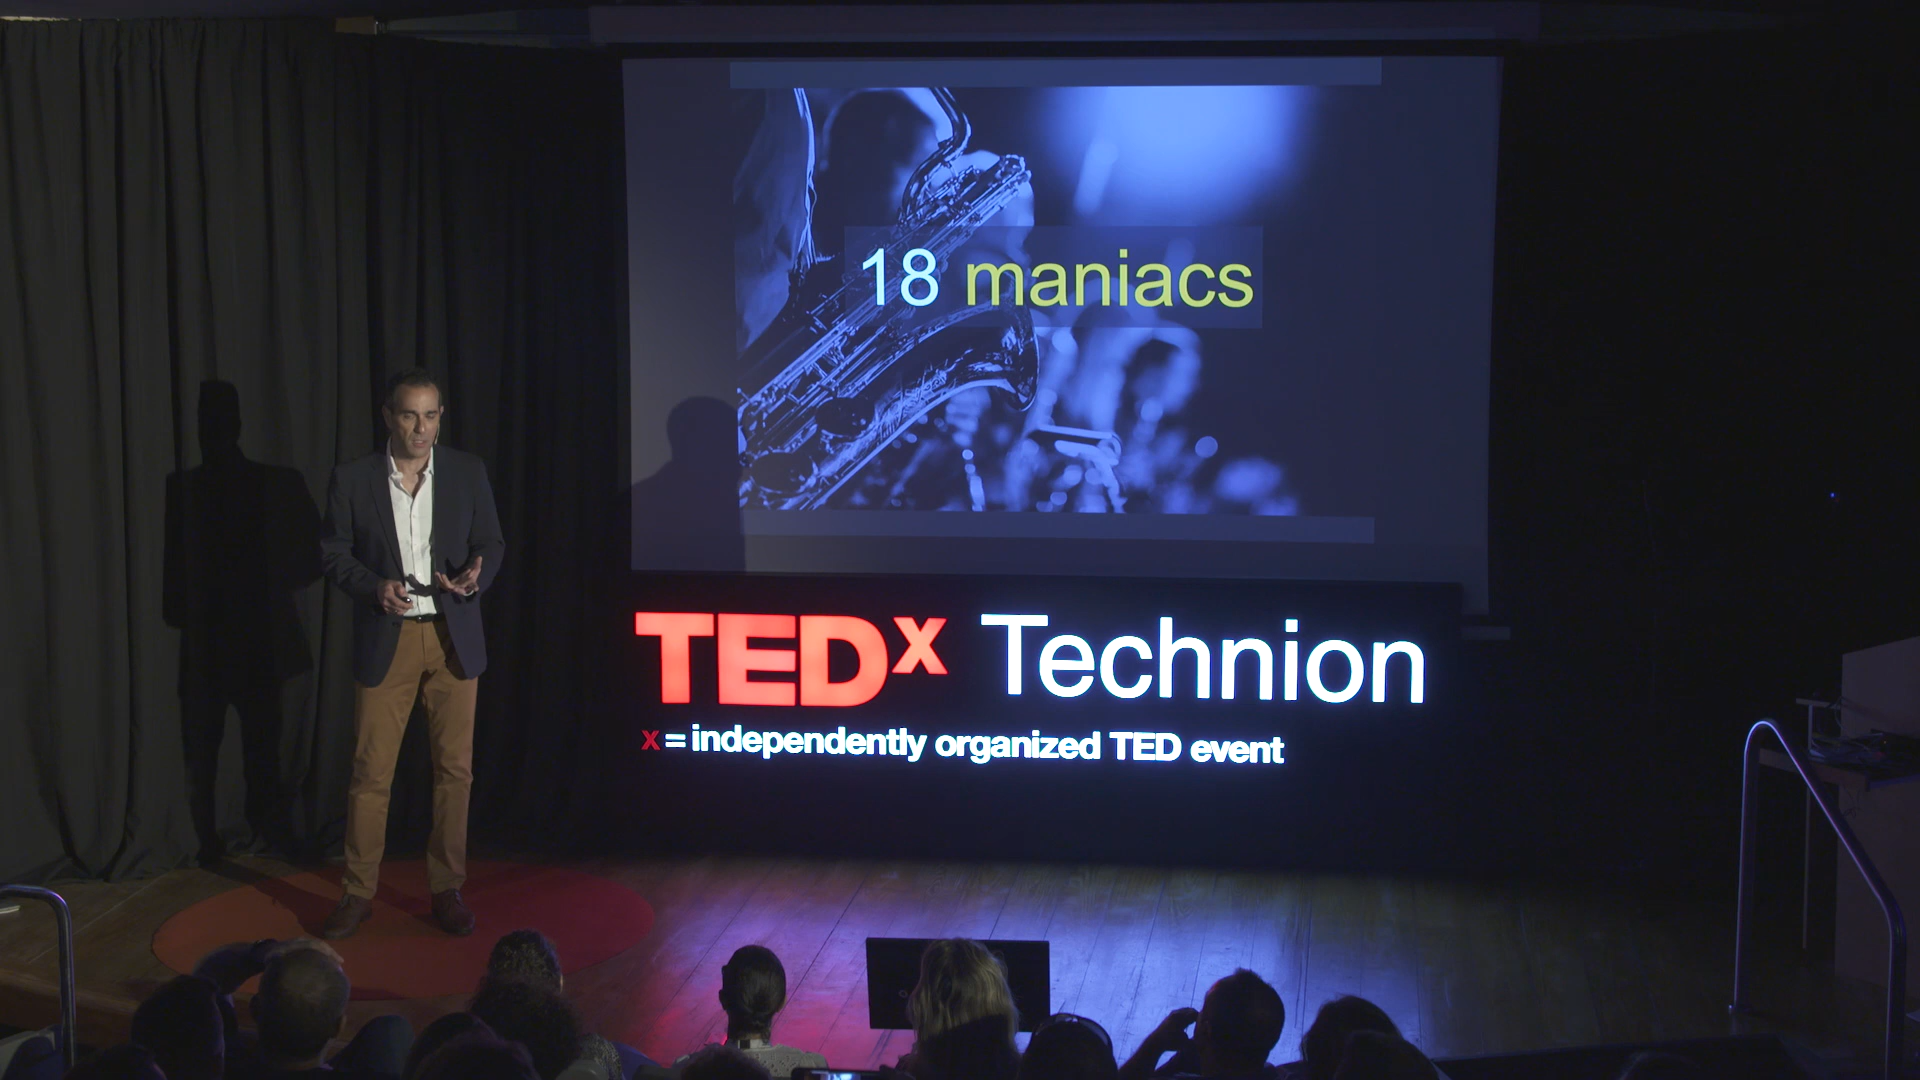 18 maniacs
TEDx Technion
x = independently organized TED event